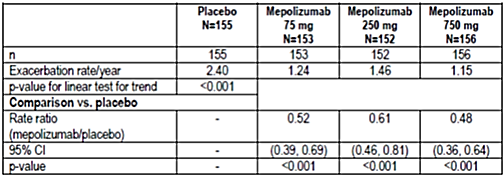 Placebo N=155 Mepolizumab 75 mg N=153 Mepolizumab 250 mg N=152 Mepolizumab 750 mg N=156
n 155 153 152 156
Exacerbation rate/year 2.40 1.24 1.46 1.15
p-value for linear test for trend <0.001
Comparison vs. placebo
Rate ratio (mepolizumab/placebo) - 0.52 0.61 0.48
95% CI - (0.39, 0.69) (0.46, 0.81) (0.36, 0.64)
p-value - <0.001 <0.001 <0.001